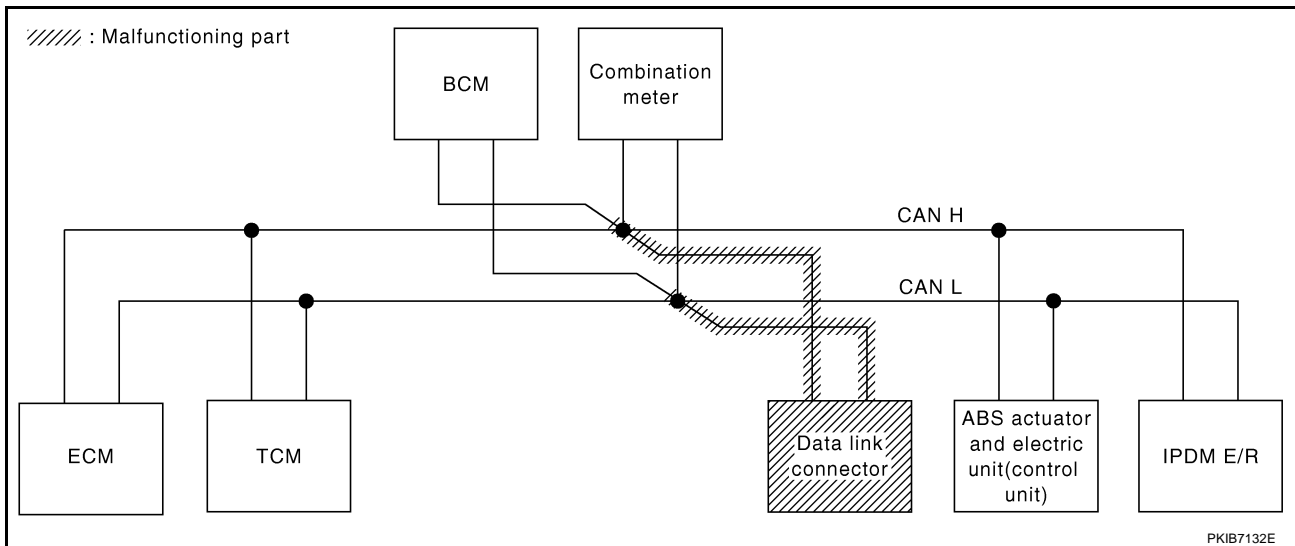 : Malfunctioning part
BCM
Combination
meter
CAN H
CAN L
ECM
TCM
Data link
connector
ABS actuator
and electric
unit(control
unit)
IPDM E/R
PKIB7132E